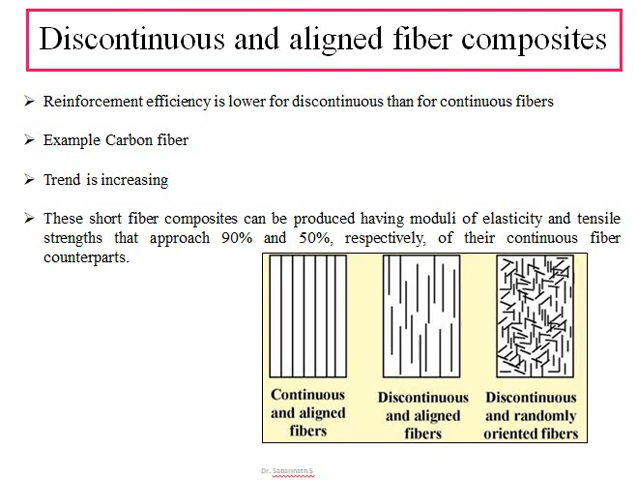 Discontinuous and aligned fiber composites
➢ Reinforcement efficiency is lower for discontinuous than for continuous fibers
➢ Example Carbon fiber
➢ Trend is increasing
➢ These short fiber composites can be produced having moduli of elasticity and tensile
strengths that approach 90% and 50%, respectively, of their continuous fiber
counterparts.
Continuous
and aligned
fibers
Discontinuous
and aligned
fibers
Discontinuous
and randomly
oriented fibers
Dr. Sabarinath.S